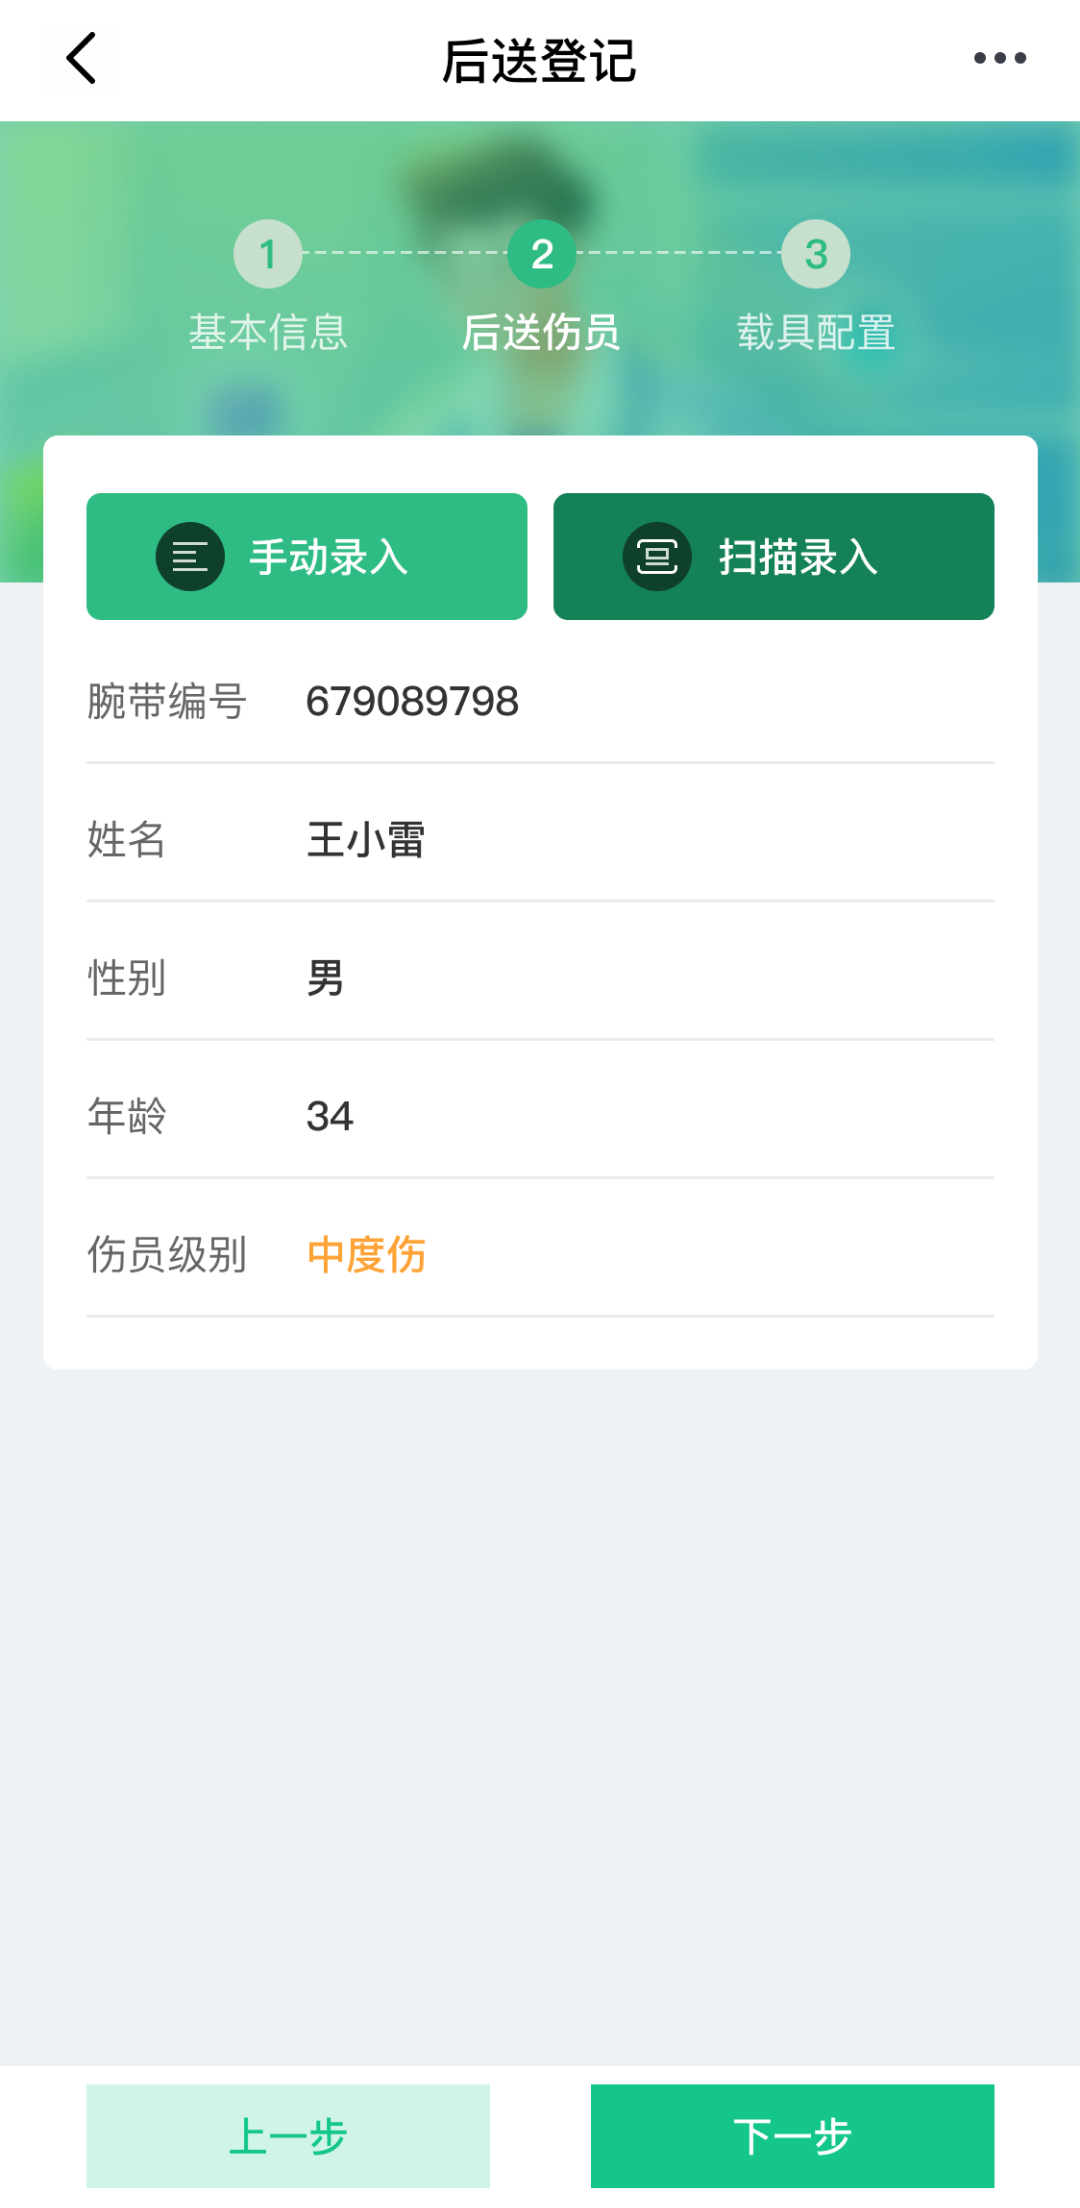 后送登记
1 2 3
基本信息 后送伤员 载具配置
手动录入 扫描录入
腕带编号 679089798
姓名 王小雷
性别 男
年龄 34
伤员级别 中度伤
上一步 下一步